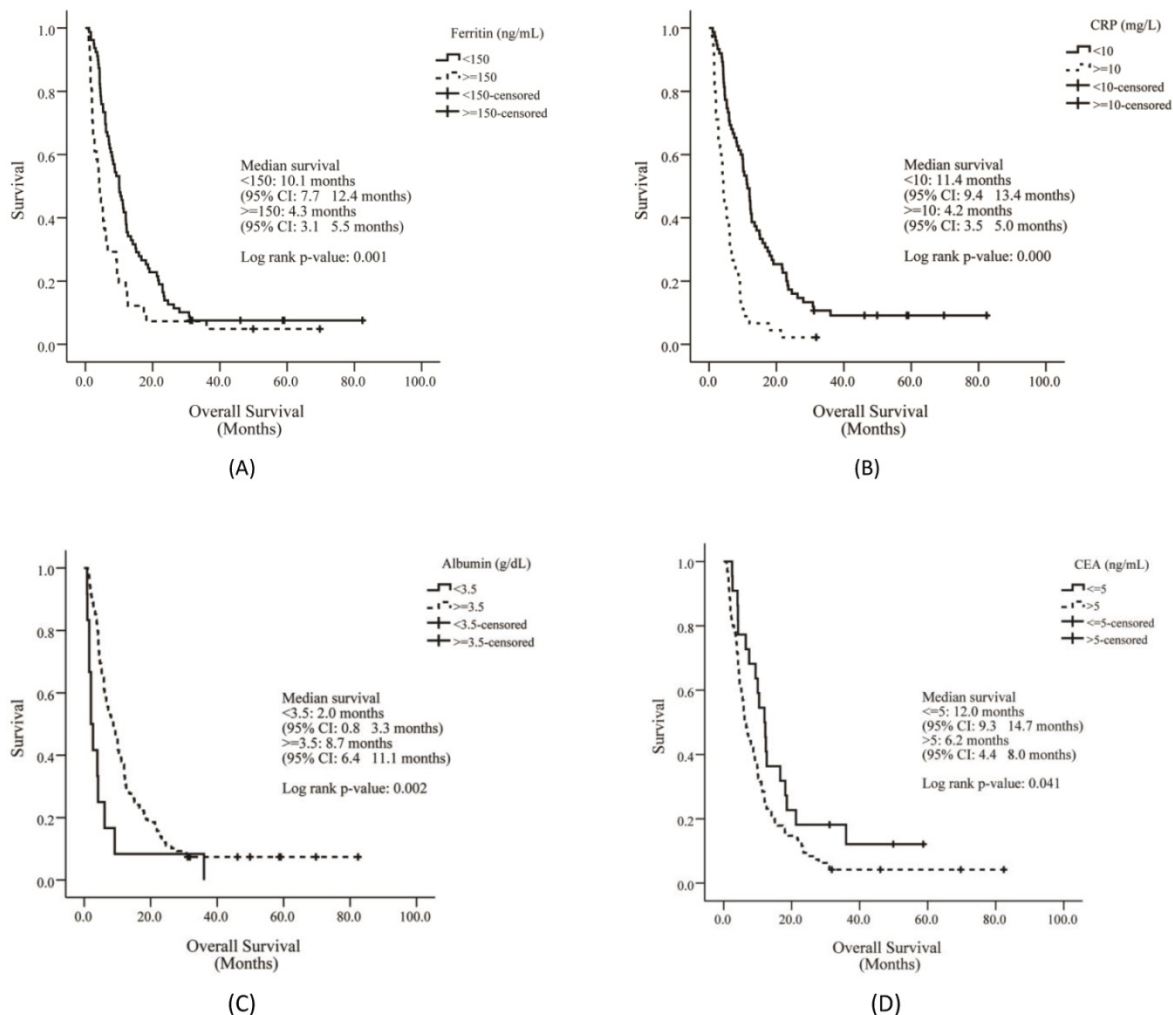 Ferritin (ng/mL)
<150
>=150
<150-censored
>=150-censored
Median survival
<150: 10.1 months
(95% CI: 7.7 12.4 months)
>=150: 4.3 months
(95% CI: 3.1 5.5 months)
Log rank p-value: 0.001
Survival
1.0
0.8
0.6
0.4
0.2
0.0
0.0 20.0 40.0 60.0 80.0 100.0
Overall Survival
(Months)
(A)
CRP (mg/L)
<10
>=10
<10-censored
>=10-censored
Median survival
<10: 11.4 months
(95% CI: 9.4 13.4 months)
>=10: 4.2 months
(95% CI: 3.5 5.0 months)
Log rank p-value: 0.000
Survival
1.0
0.8
0.6
0.4
0.2
0.0
0.0 20.0 40.0 60.0 80.0 100.0
Overall Survival
(Months)
(B)
Albumin (g/dL)
<3.5
>=3.5
<3.5-censored
>=3.5-censored
Median survival
<3.5: 2.0 months
(95% CI: 0.8 3.3 months)
>=3.5: 8.7 months
(95% CI: 6.4 11.1 months)
Log rank p-value: 0.002
Survival
1.0
0.8
0.6
0.4
0.2
0.0
0.0 20.0 40.0 60.0 80.0 100.0
Overall Survival
(Months)
(C)
CEA (ng/mL)
<=5
>5
<=5-censored
>5-censored
Median survival
<=5: 12.0 months
(95% CI: 9.3 14.7 months)
>5: 6.2 months
(95% CI: 4.4 8.0 months)
Log rank p-value: 0.041
Survival
1.0
0.8
0.6
0.4
0.2
0.0
0.0 20.0 40.0 60.0 80.0 100.0
Overall Survival
(Months)
(D)